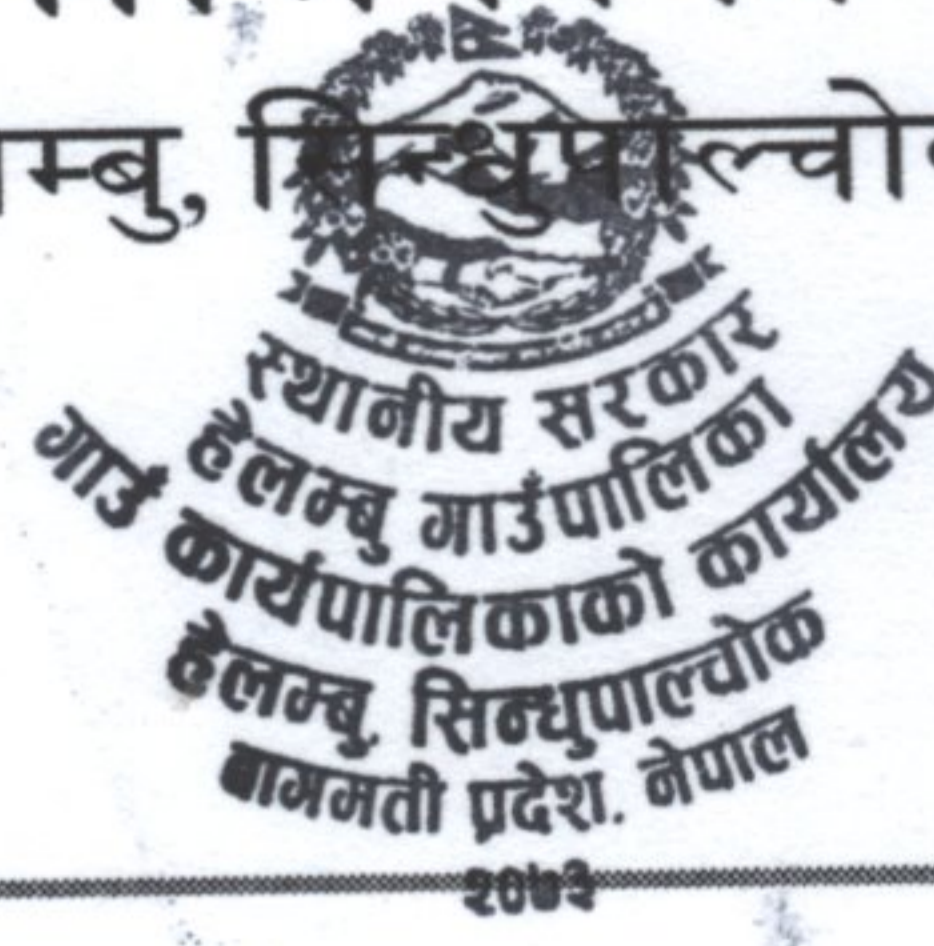 म्बु, सिन्धुपाल्चो
स्थानीय सरकार
हेलम्बु गाउँपालिका
गाउँ कार्यपालिकाको कार्यालय
हेलम्बु, सिन्धुपाल्चोक
बागमती प्रदेश, नेपाल
२०७३